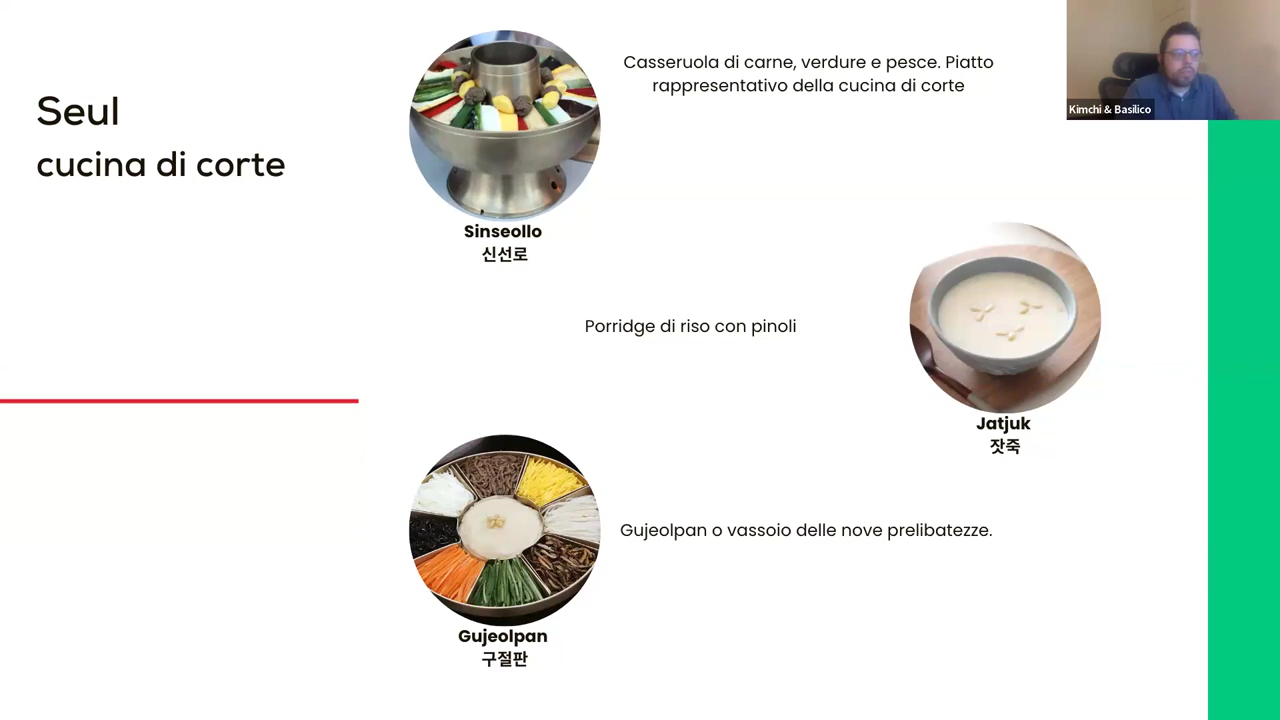 Seul
cucina di corte
Casseruola di carne, verdure e pesce. Piatto
rappresentativo della cucina di corte
Kimchi & Basilico
Sinseollo
신선로
Porridge di riso con pinoli
Jatjuk
잣죽
Gujeolpan o vassoio delle nove prelibatezze.
Gujeolpan
구절판